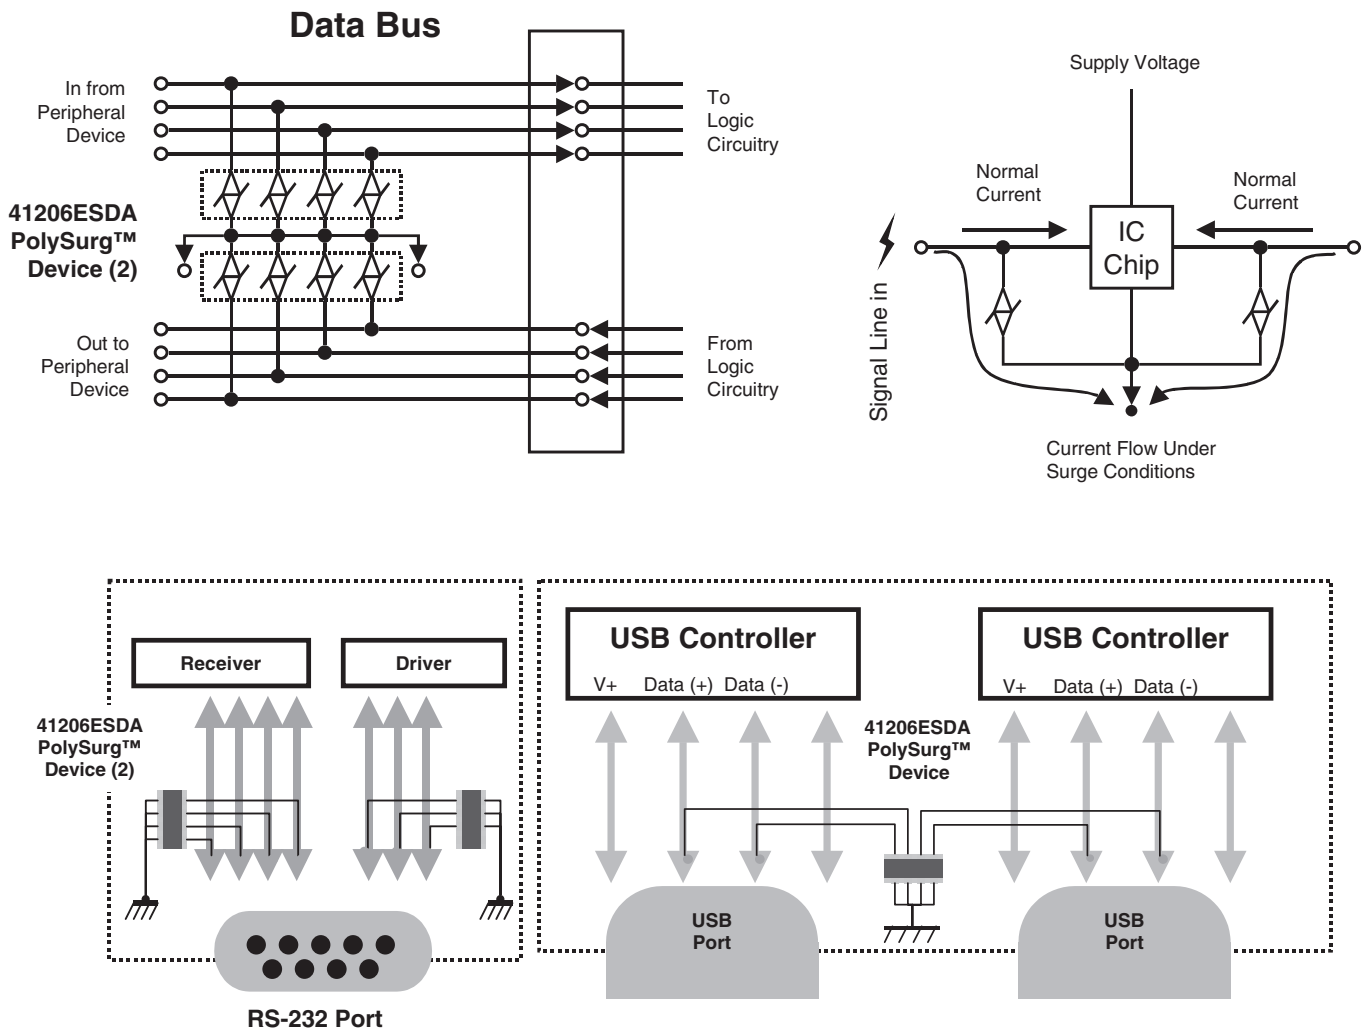 Data Bus
In from
Peripheral
Device
To
Logic
Circuitry
41206ESDA
PolySurg™
Device (2)
Out to
Peripheral
Device
From
Logic
Circuitry
Supply Voltage
Normal
Current
Normal
Current
IC
Chip
Signal Line in
Current Flow Under
Surge Conditions
Receiver
Driver
41206ESDA
PolySurg™
Device (2)
RS-232 Port
USB Controller
V+ Data (+) Data (-)
USB Controller
V+ Data (+) Data (-)
41206ESDA
PolySurg™
Device
USB
Port
USB
Port